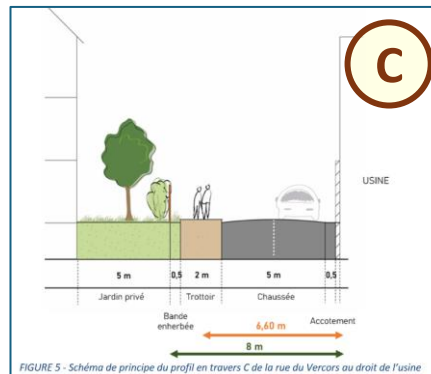 C
USINE
5 m 0,5 2 m 5 m 0,5
Jardin privé Trottoir Chaussée
Bande enherbée Accotement
6,60 m
8 m
FIGURE 5 - Schéma de principe du profil en travers C de la rue du Vercors au droit de l'usine